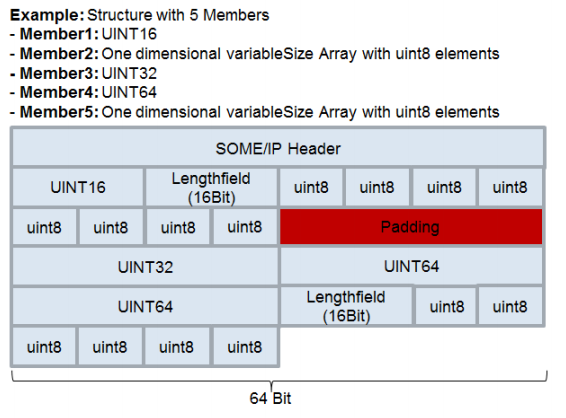 Example: Structure with 5 Members
- Member1: UINT16
- Member2: One dimensional variableSize Array with uint8 elements
- Member3: UINT32
- Member4: UINT64
- Member5: One dimensional variableSize Array with uint8 elements
SOME/IP Header
UINT16 Lengthfield (16Bit) uint8 uint8 uint8 uint8
uint8 uint8 uint8 uint8 Padding
UINT32 UINT64
UINT64 Lengthfield (16Bit) uint8 uint8
uint8 uint8 uint8 uint8
64 Bit